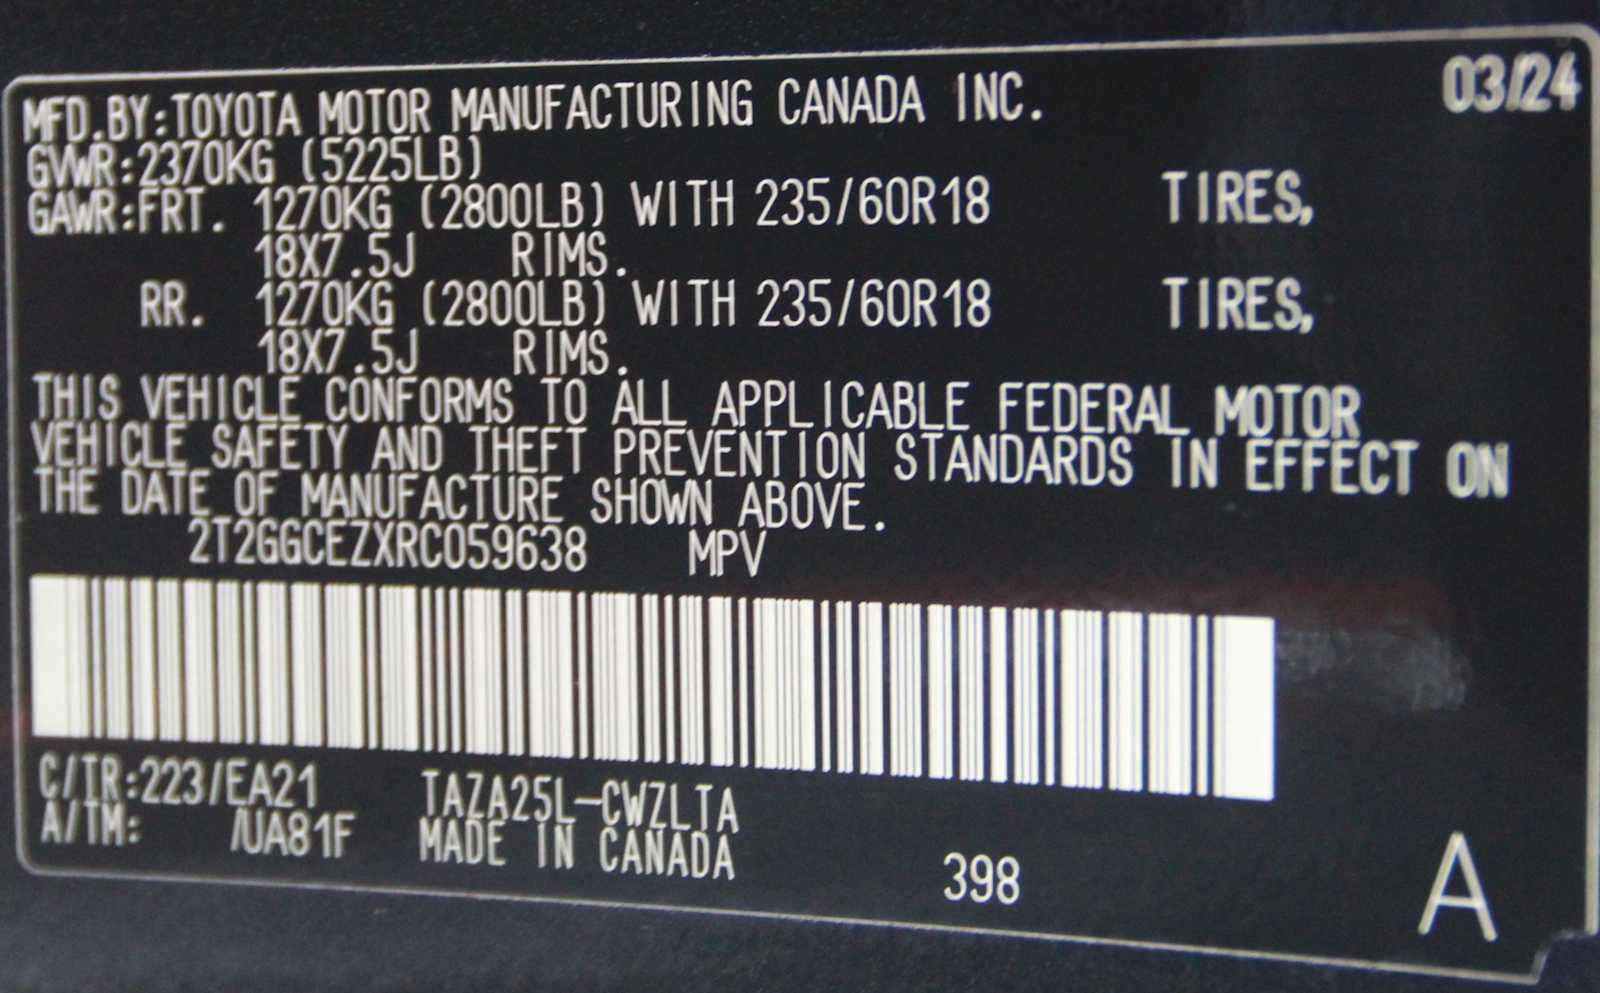 03/24
MFD.BY:TOYOTA MOTOR MANUFACTURING CANADA INC.
GVWR:2370KG (5225LB)
GAWR:FRT. 1270KG (2800LB) WITH 235/60R18 TIRES,
18X7.5J RIMS.
RR. 1270KG (2800LB) WITH 235/60R18 TIRES,
18X7.5J RIMS.
THIS VEHICLE CONFORMS TO ALL APPLICABLE FEDERAL MOTOR
VEHICLE SAFETY AND THEFT PREVENTION STANDARDS IN EFFECT ON
THE DATE OF MANUFACTURE SHOWN ABOVE.
2T2GGCEZXRC059638 MPV
C/TR:223/EA21 TAZA25L-CWZLTA
A/TM: /UA81F MADE IN CANADA
398
A